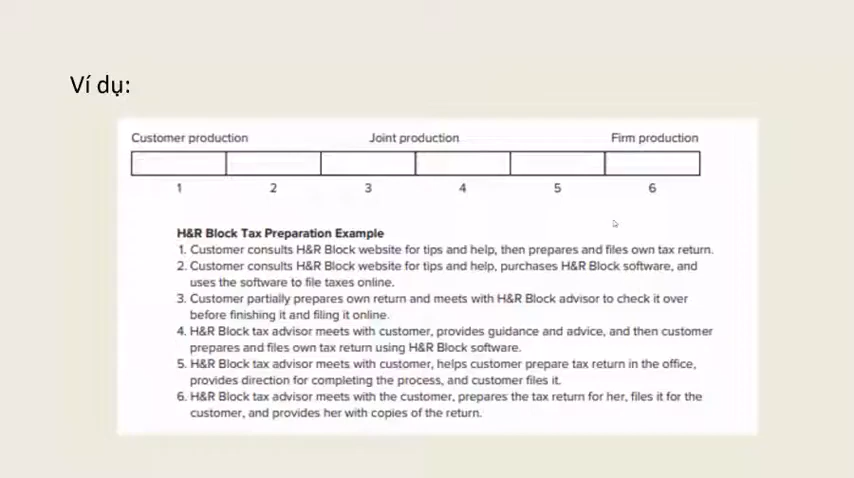 Ví dụ:
Customer production Joint production Firm production
1 2 3 4 5 6
H&R Block Tax Preparation Example
1. Customer consults H&R Block website for tips and help, then prepares and files own tax return.
2. Customer consults H&R Block website for tips and help, purchases H&R Block software, and
uses the software to file taxes online.
3. Customer partially prepares own return and meets with H&R Block advisor to check it over
before finishing it and filing it online.
4. H&R Block tax advisor meets with customer, provides guidance and advice, and then customer
prepares and files own tax return using H&R Block software.
5. H&R Block tax advisor meets with customer, helps customer prepare tax return in the office,
provides direction for completing the process, and customer files it.
6. H&R Block tax advisor meets with the customer, prepares the tax return for her, files it for the
customer, and provides her with copies of the return.